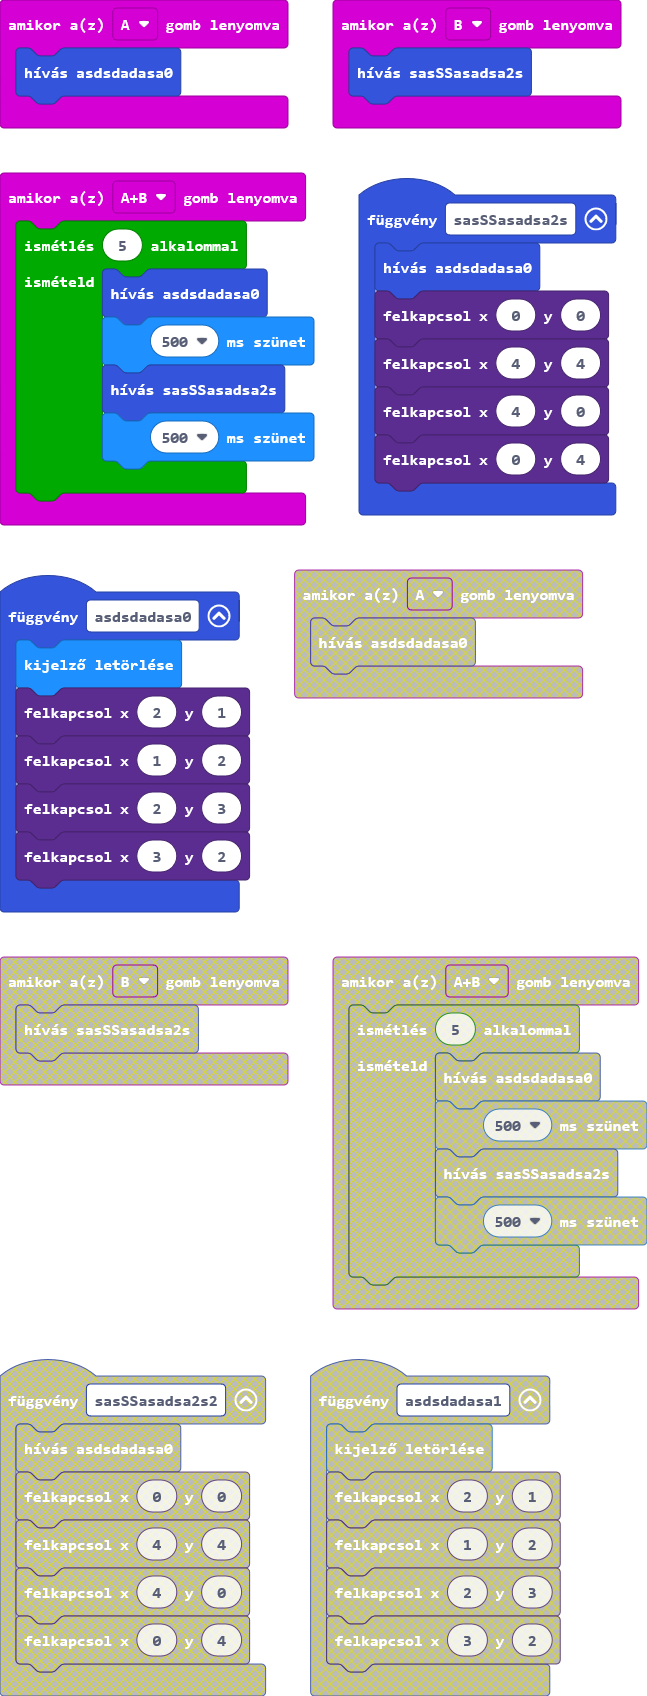 amikor a(z) A gomb lenyomva
hívás asdsdadasa0
amikor a(z) B gomb lenyomva
hívás sasSSasadsa2s
amikor a(z) A+B gomb lenyomva
ismétlés 5 alkalommal
ismételd
hívás asdsdadasa0
500 ms szünet
hívás sasSSasadsa2s
500 ms szünet
függvény sasSSasadsa2s
hívás asdsdadasa0
felkapcsol x 0 y 0
felkapcsol x 4 y 4
felkapcsol x 4 y 0
felkapcsol x 0 y 4
függvény asdsdadasa0
kijelző letörlése
felkapcsol x 2 y 1
felkapcsol x 1 y 2
felkapcsol x 2 y 3
felkapcsol x 3 y 2
amikor a(z) A gomb lenyomva
hívás asdsdadasa0
amikor a(z) B gomb lenyomva
hívás sasSSasadsa2s
amikor a(z) A+B gomb lenyomva
ismétlés 5 alkalommal
ismételd
hívás asdsdadasa0
500 ms szünet
hívás sasSSasadsa2s
500 ms szünet
függvény sasSSasadsa2s2
hívás asdsdadasa0
felkapcsol x 0 y 0
felkapcsol x 4 y 4
felkapcsol x 4 y 0
felkapcsol x 0 y 4
függvény asdsdadasa1
kijelző letörlése
felkapcsol x 2 y 1
felkapcsol x 1 y 2
felkapcsol x 2 y 3
felkapcsol x 3 y 2